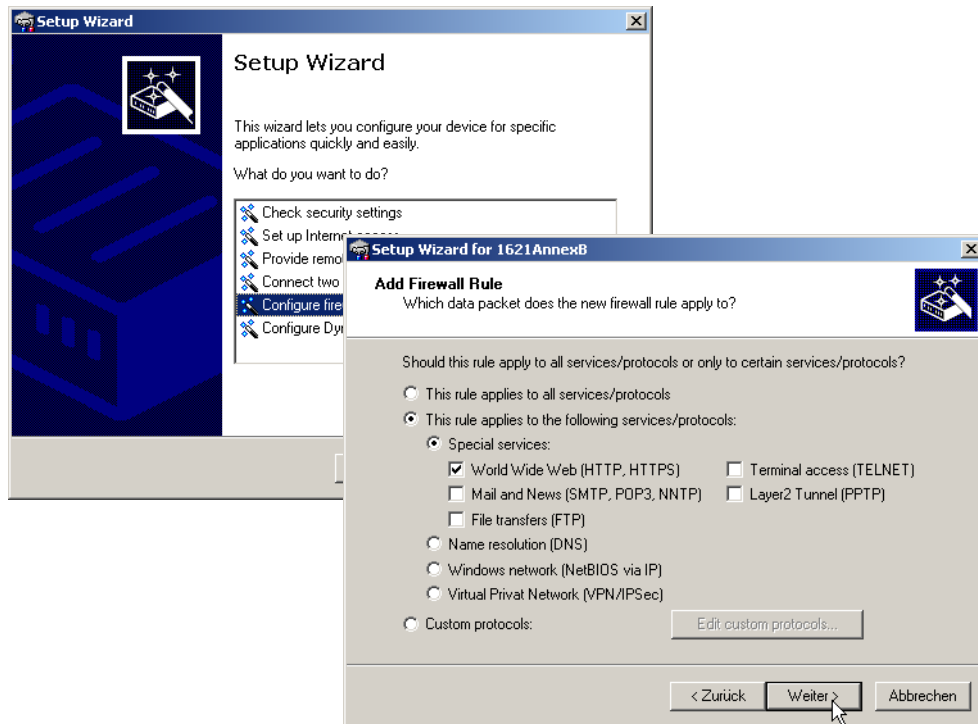 Setup Wizard
Setup Wizard
This wizard lets you configure your device for specific
applications quickly and easily.
What do you want to do?
Check security settings
Set up Internet access
Provide remo
Connect two
Configure fire
Configure Dy
Setup Wizard for 1621AnnexB
Add Firewall Rule
Which data packet does the new firewall rule apply to?
Should this rule apply to all services/protocols or only to certain services/protocols?
This rule applies to all services/protocols
This rule applies to the following services/protocols:
Special services:
World Wide Web (HTTP, HTTPS) Terminal access (TELNET)
Mail and News (SMTP, POP3, NNTP) Layer2 Tunnel (PPTP)
File transfers (FTP)
Name resolution (DNS)
Windows network (NetBIOS via IP)
Virtual Privat Network (VPN/IPSec)
Custom protocols: Edit custom protocols...
< Zurück Weiter > Abbrechen